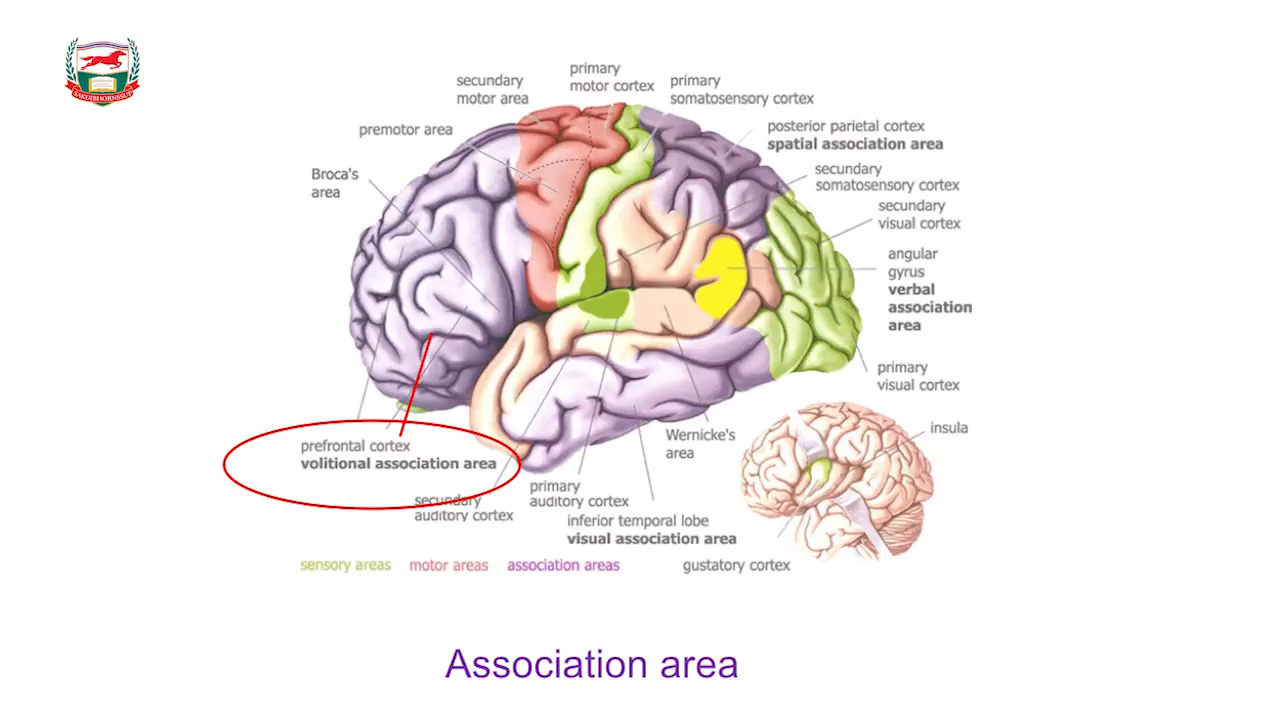 SAKDIBHORNSSUP
primary
motor cortex
secundary
motor area
primary
somatosensory cortex
premotor area
posterior parietal cortex
spatial association area
Broca's
area
secundary
somatosensory cortex
secundary
visual cortex
angular
gyrus
verbal
association
area
primary
visual cortex
prefrontal cortex
volitional association area
Wernicke's
area
insula
secundary
auditory cortex
primary
auditory cortex
inferior temporal lobe
visual association area
sensory areas
motor areas
association areas
gustatory cortex
Association area